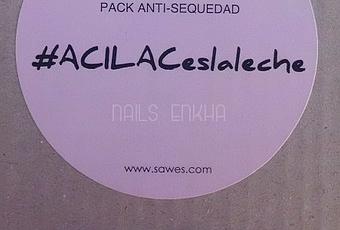 PACK ANTI-SEQUEDAD
#ACILACeslaleche
NAILS ENKHA
www.sawes.com